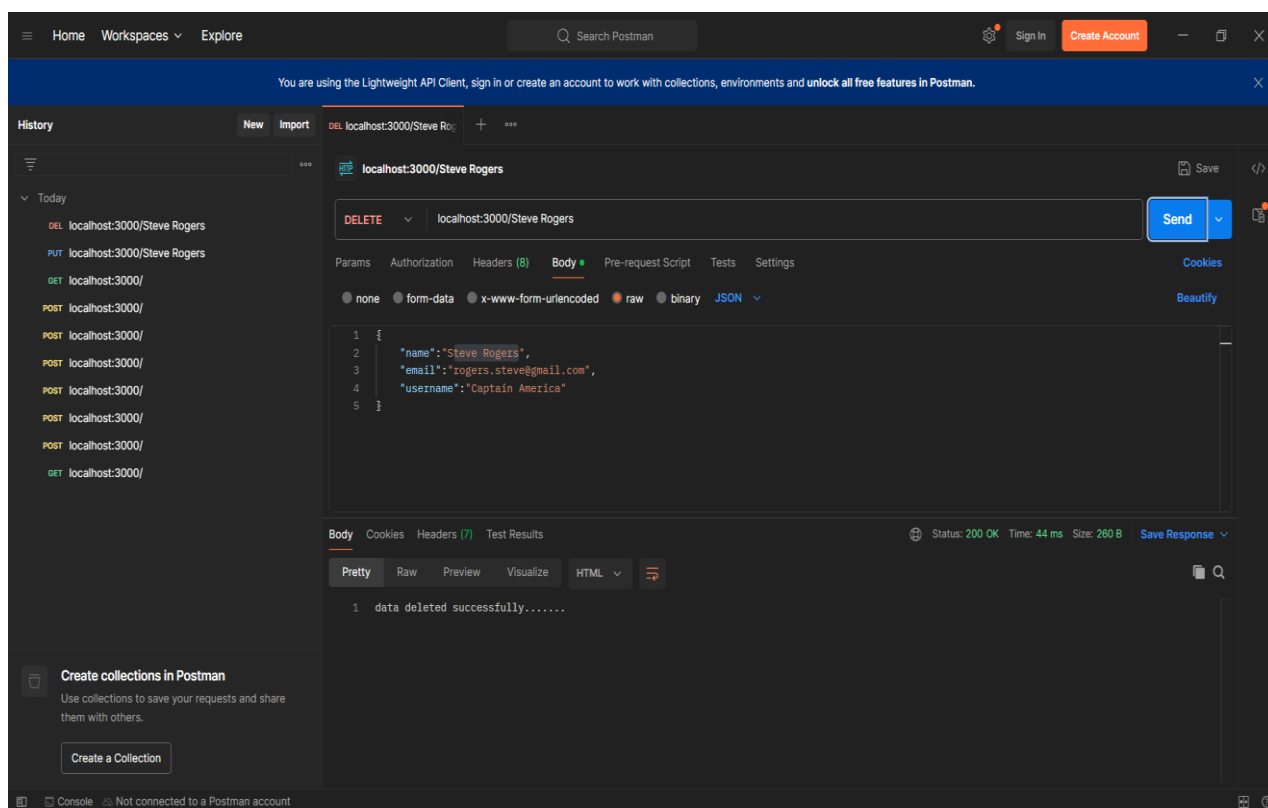 Home Workspaces Explore Search Postman Sign In Create Account
You are using the Lightweight API Client, sign in or create an account to work with collections, environments and unlock all free features in Postman.
History New Import
DEL localhost:3000/Steve Rog
HTTP localhost:3000/Steve Rogers Save </>
Today
DEL localhost:3000/Steve Rogers
PUT localhost:3000/Steve Rogers
GET localhost:3000/
POST localhost:3000/
POST localhost:3000/
POST localhost:3000/
POST localhost:3000/
POST localhost:3000/
POST localhost:3000/
GET localhost:3000/
DELETE localhost:3000/Steve Rogers Send
Params Authorization Headers (8) Body Pre-request Script Tests Settings Cookies
none form-data x-www-form-urlencoded raw binary JSON Beautify
1 {
2 "name":"Steve Rogers",
3 "email":"rogers.steve@gmail.com",
4 "username":"Captain America"
5 }
Body Cookies Headers (7) Test Results Status: 200 OK Time: 44 ms Size: 260 B Save Response
Pretty Raw Preview Visualize HTML
1 data deleted successfully.......
Create collections in Postman
Use collections to save your requests and share
them with others.
Create a Collection
Console Not connected to a Postman account